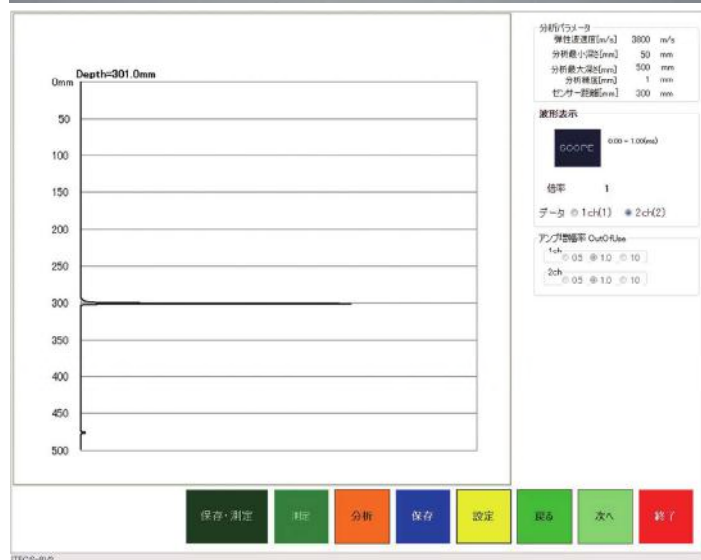 Depth=301.0mm
0mm
50
100
150
200
250
300
350
400
450
500
分析パラメータ
弾性波速度[m/s] 3800 m/s
分析最小深さ[mm] 50 mm
分析最大深さ[mm] 500 mm
分析精度[mm] 1 mm
センサー距離[mm] 300 mm
波形表示
SCOPE 0.00 - 1.00(ms)
倍率 1
データ 1ch(1) 2ch(2)
アンプ増幅率 OutOfUse
1ch
0.5 1.0 10
2ch
0.5 1.0 10
保存・測定 測定 分析 保存 設定 戻る 次へ 終了